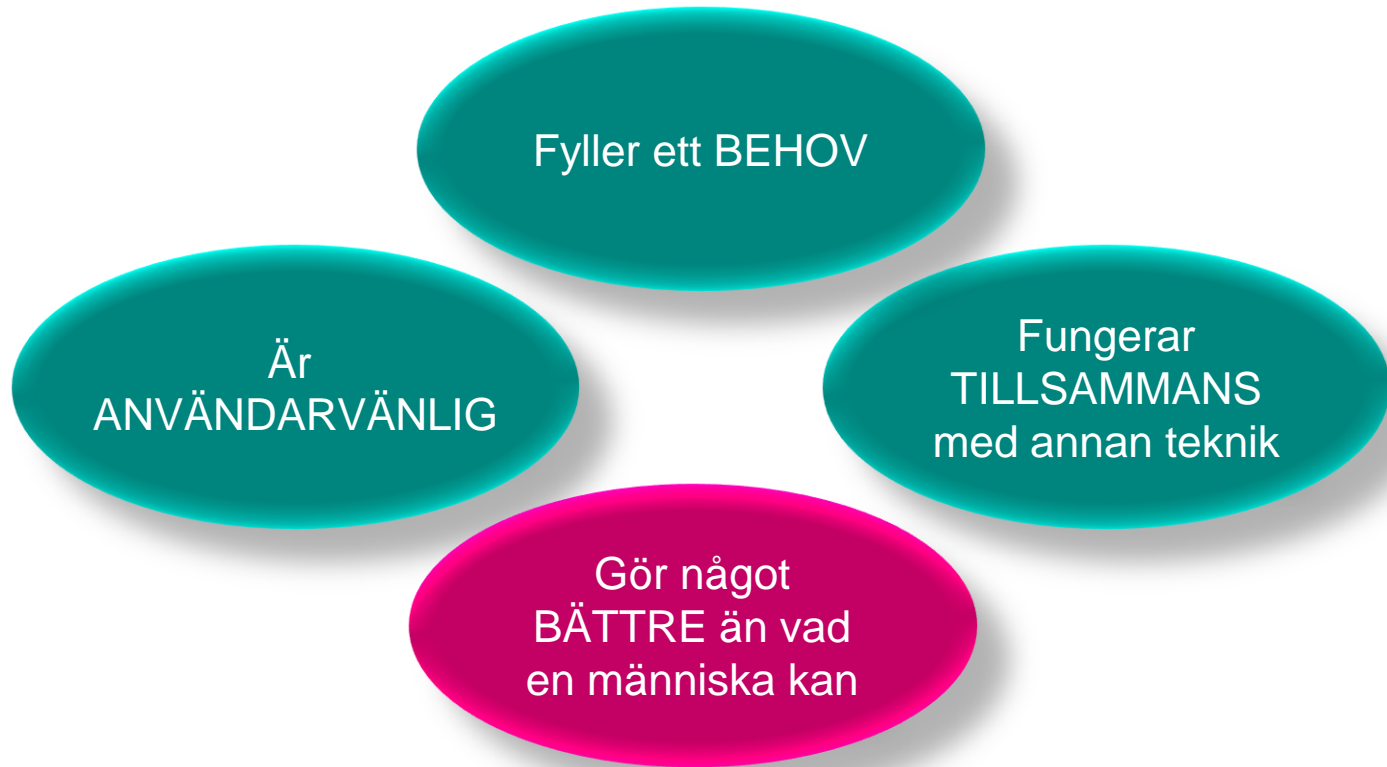 Fyller ett BEHOV
Är
ANVÄNDARVÄNLIG
Fungerar
TILLSAMMANS
med annan teknik
Gör något
BÄTTRE än vad
en människa kan